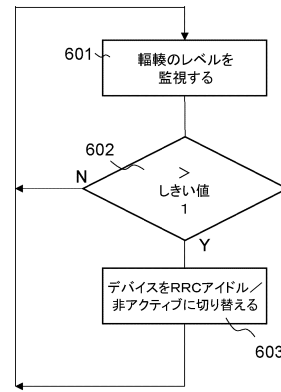 601
輻輳のレベルを
監視する
602
N
>
しきい値
1
Y
デバイスをRRCアイドル／
非アクティブに切り替える
603